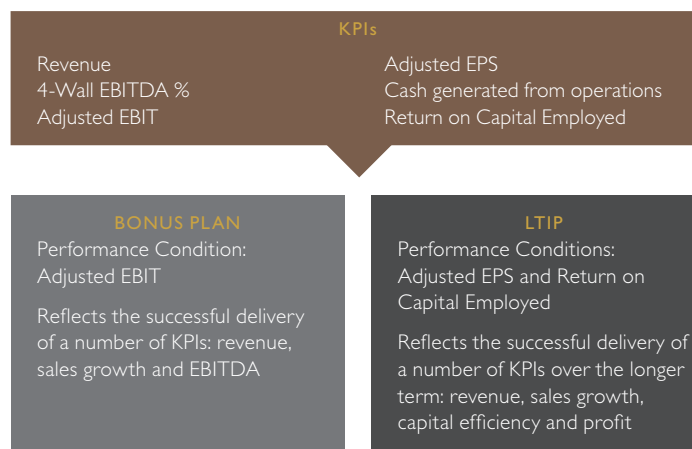 KPIs
Revenue
4-Wall EBITDA %
Adjusted EBIT
Adjusted EPS
Cash generated from operations
Return on Capital Employed
BONUS PLAN
Performance Condition:
Adjusted EBIT
Reflects the successful delivery
of a number of KPIs: revenue,
sales growth and EBITDA
LTIP
Performance Conditions:
Adjusted EPS and Return on
Capital Employed
Reflects the successful delivery of
a number of KPIs over the longer
term: revenue, sales growth,
capital efficiency and profit